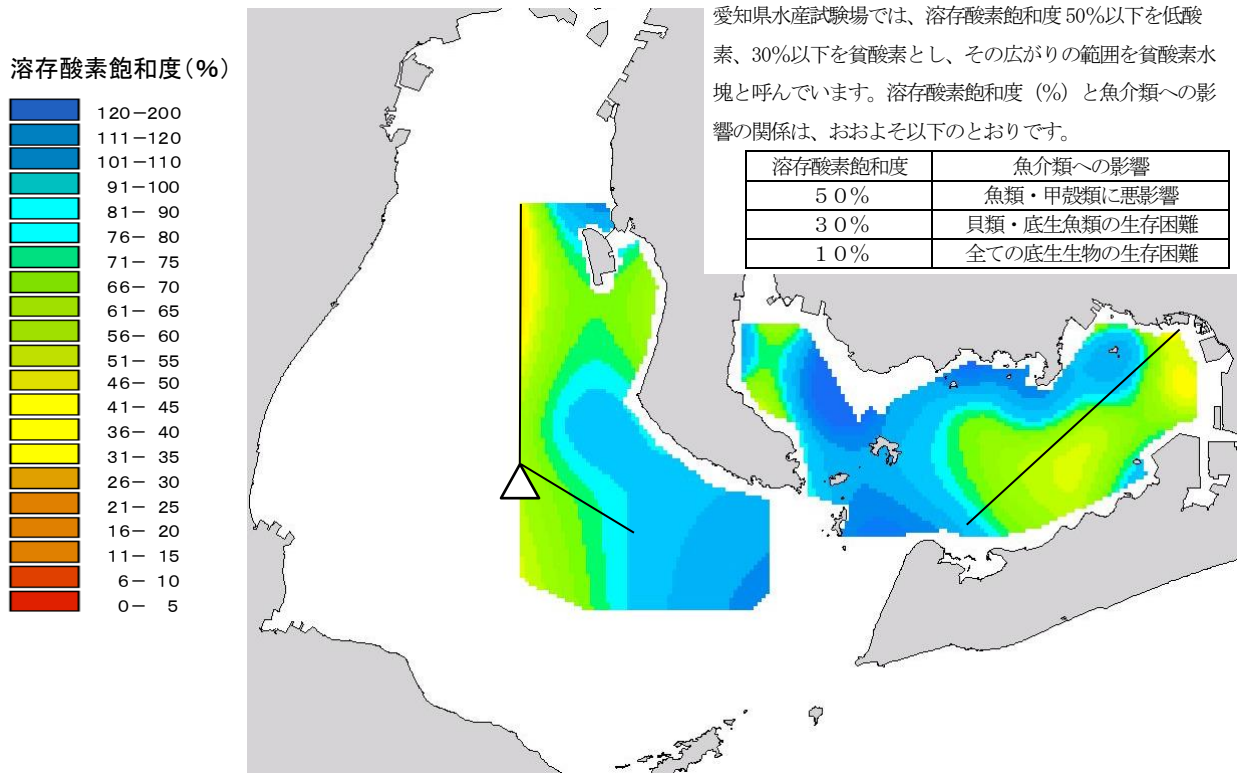 愛知県水産試験場では、溶存酸素飽和度 50%以下を低酸
素、30%以下を貧酸素とし、その広がりの範囲を貧酸素水
塊と呼んでいます。溶存酸素飽和度（%）と魚介類への影
響の関係は、おおよそ以下のとおりです。
溶存酸素飽和度 魚介類への影響
５０% 魚類・甲殻類に悪影響
３０% 貝類・底生魚類の生存困難
１０% 全ての底生生物の生存困難
溶存酸素飽和度(%)
120－200
111－120
101－110
91－100
81－ 90
76－ 80
71－ 75
66－ 70
61－ 65
56－ 60
51－ 55
46－ 50
41－ 45
36－ 40
31－ 35
26－ 30
21－ 25
16－ 20
11－ 15
6－ 10
0－ 5